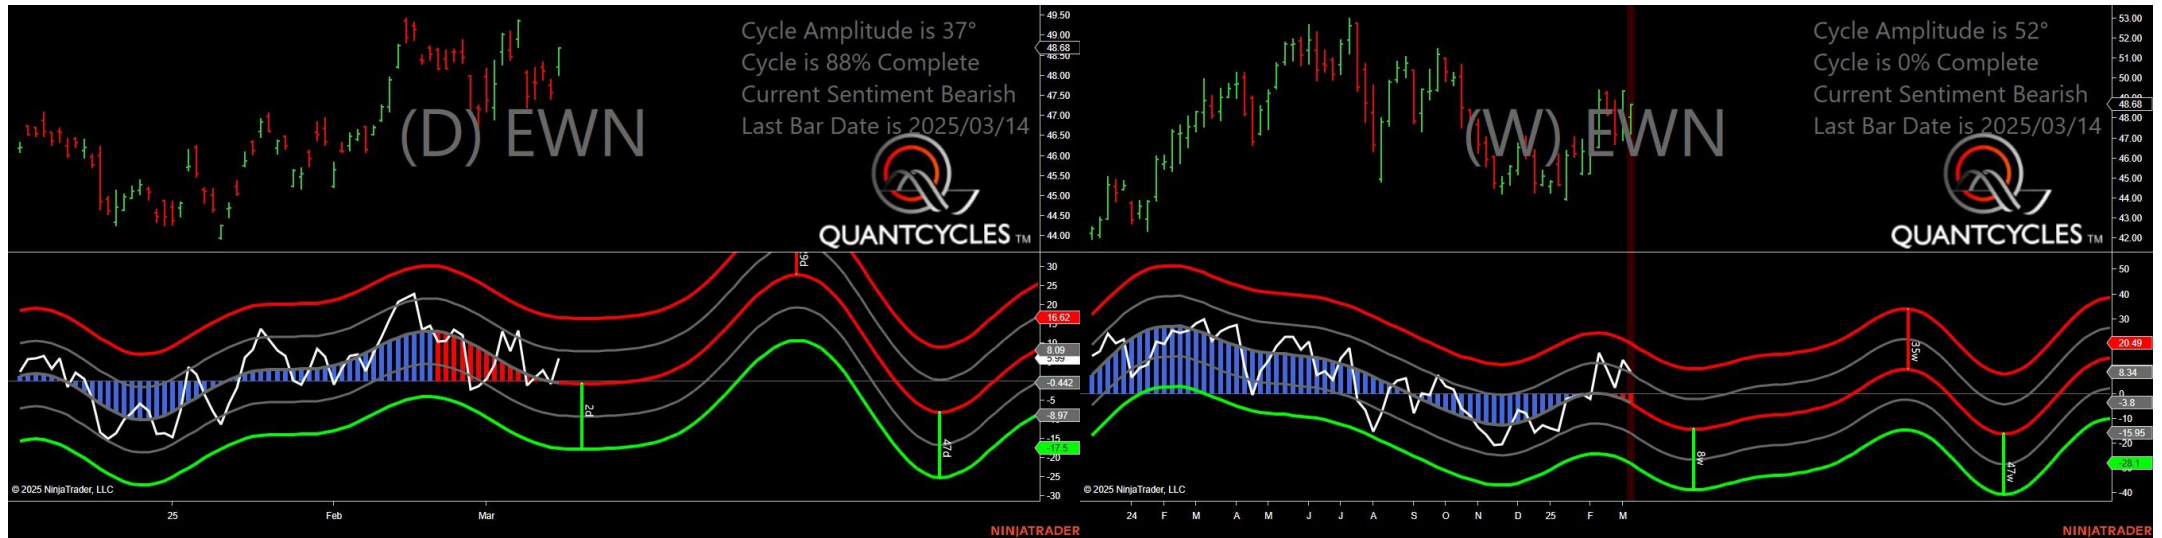 Cycle Amplitude is 37°
Cycle is 88% Complete
Current Sentiment Bearish
Last Bar Date is 2025/03/14
(D) EWN
QUANTCYCLES TM
49.50
49.00
48.68
48.50
48.00
47.50
47.00
46.50
46.00
45.50
45.00
44.50
44.00
30
25
20
16.62
15
10
8.09
5.99
-0.442
-5
-8.97
-15
-17.5
-20
-25
-30
29d
2d
47d
© 2025 NinjaTrader, LLC
25
Feb
Mar
NINJATRADER
Cycle Amplitude is 52°
Cycle is 0% Complete
Current Sentiment Bearish
Last Bar Date is 2025/03/14
(W) EWN
QUANTCYCLES TM
53.00
52.00
51.00
50.00
49.00
48.68
48.00
47.00
46.00
45.00
44.00
43.00
42.00
50
40
30
20.49
8.34
0
-3.8
-10
-15.95
-20
-28.1
-40
35w
8w
47w
© 2025 NinjaTrader, LLC
24
F
M
A
M
J
J
A
S
O
N
D
25
F
M
NINJATRADER